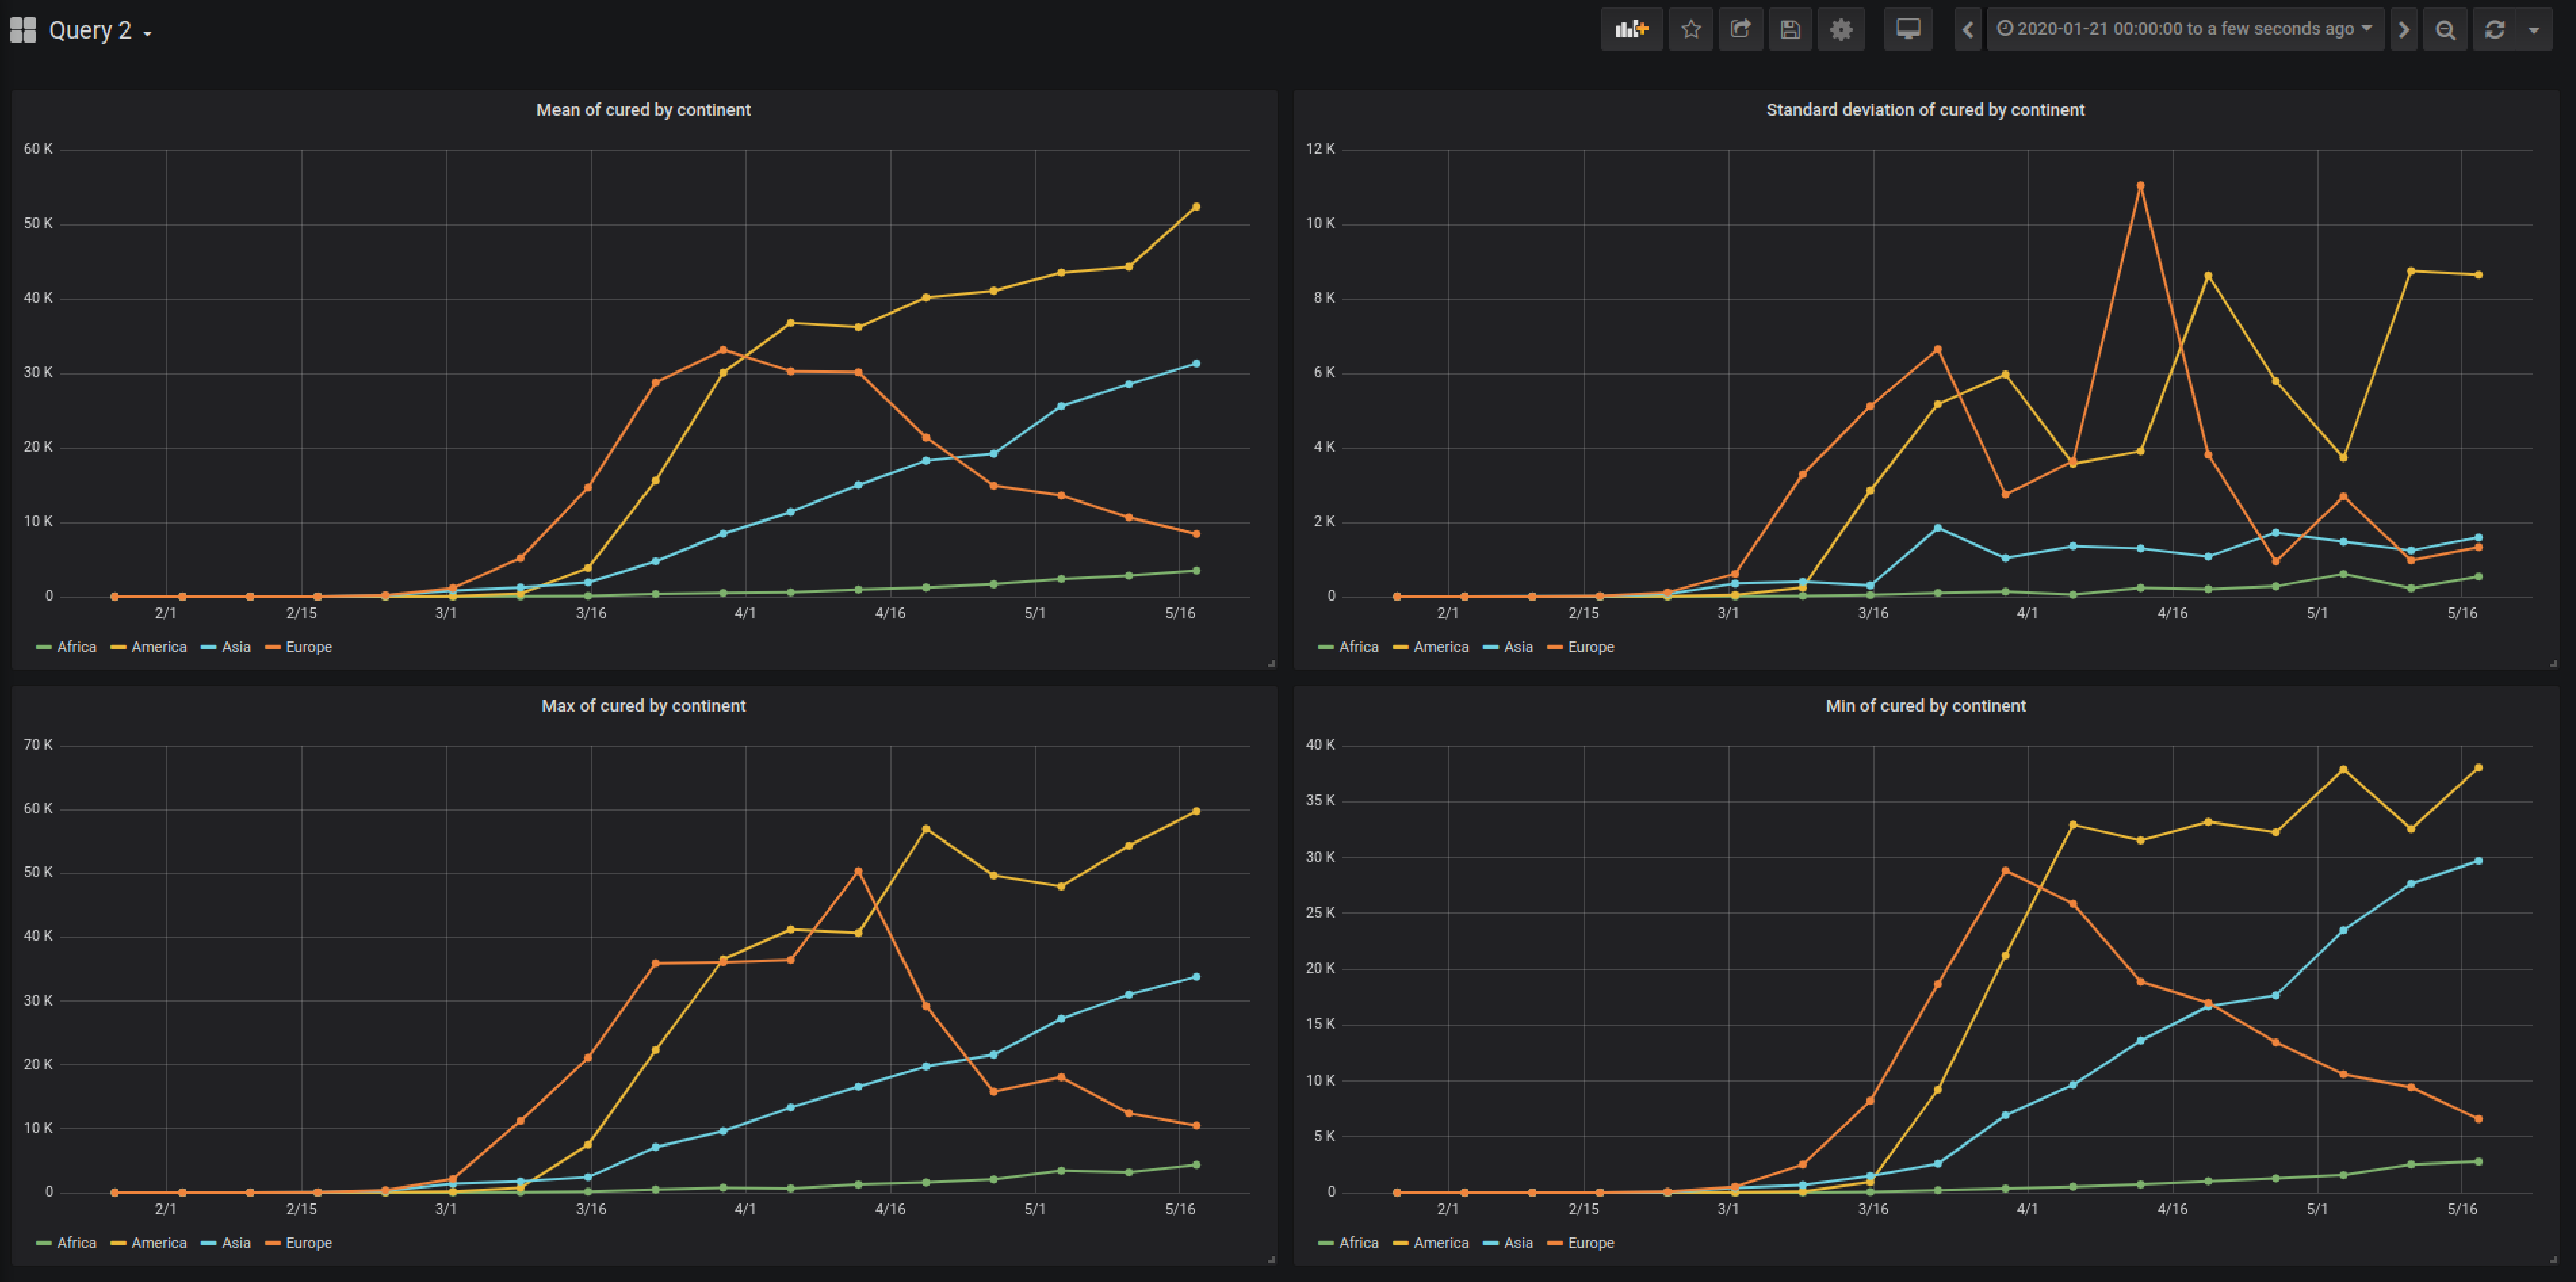 Query 2
2020-01-21 00:00:00 to a few seconds ago
Mean of cured by continent
60 K
50 K
40 K
30 K
20 K
10 K
0
2/1 2/15 3/1 3/16 4/1 4/16 5/1 5/16
Africa America Asia Europe
Standard deviation of cured by continent
12 K
10 K
8 K
6 K
4 K
2 K
0
2/1 2/15 3/1 3/16 4/1 4/16 5/1 5/16
Africa America Asia Europe
Max of cured by continent
70 K
60 K
50 K
40 K
30 K
20 K
10 K
0
2/1 2/15 3/1 3/16 4/1 4/16 5/1 5/16
Africa America Asia Europe
Min of cured by continent
40 K
35 K
30 K
25 K
20 K
15 K
10 K
5 K
0
2/1 2/15 3/1 3/16 4/1 4/16 5/1 5/16
Africa America Asia Europe